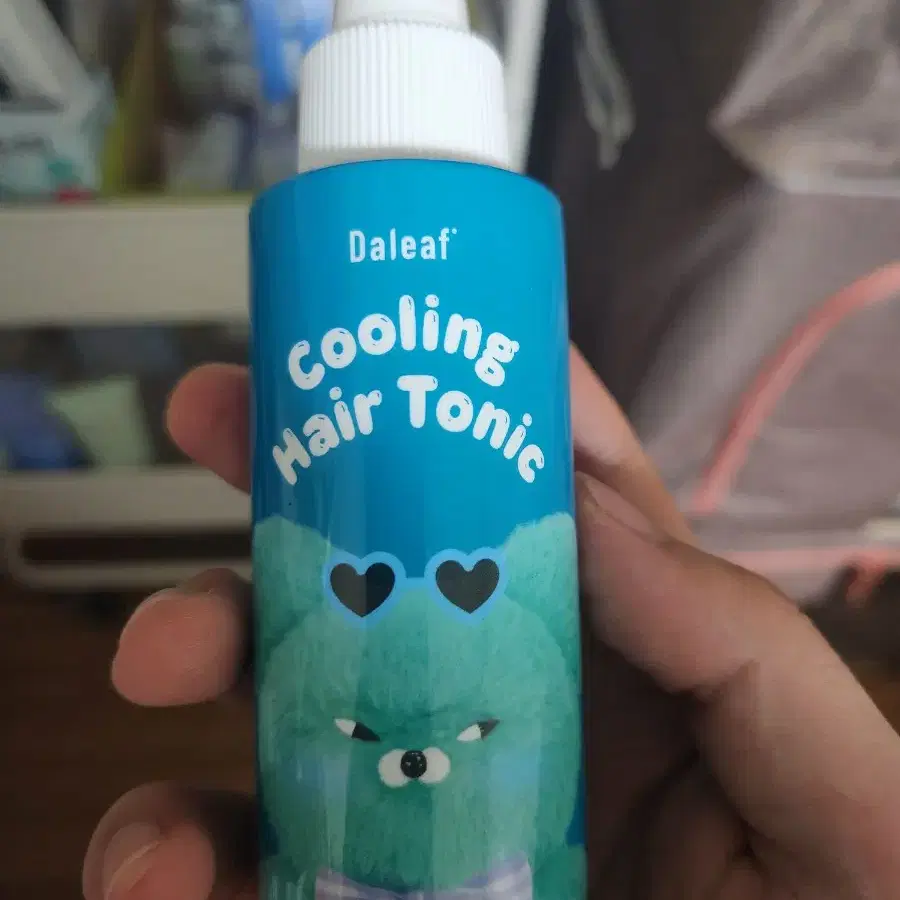 Daleaf
Cooling
Hair Tonic